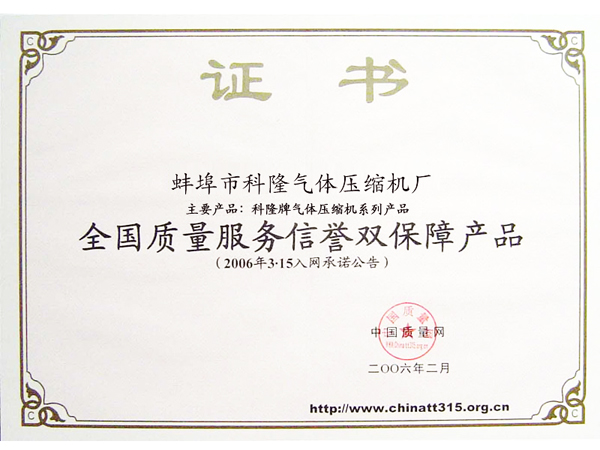 证 书
蚌埠市科隆气体压缩机厂
主要产品：科隆牌气体压缩机系列产品
全国质量服务信誉双保障产品
（2006年3·15入网承诺公告）
中国质量网
二〇〇六年二月
http://www.chinatt315.org.cn